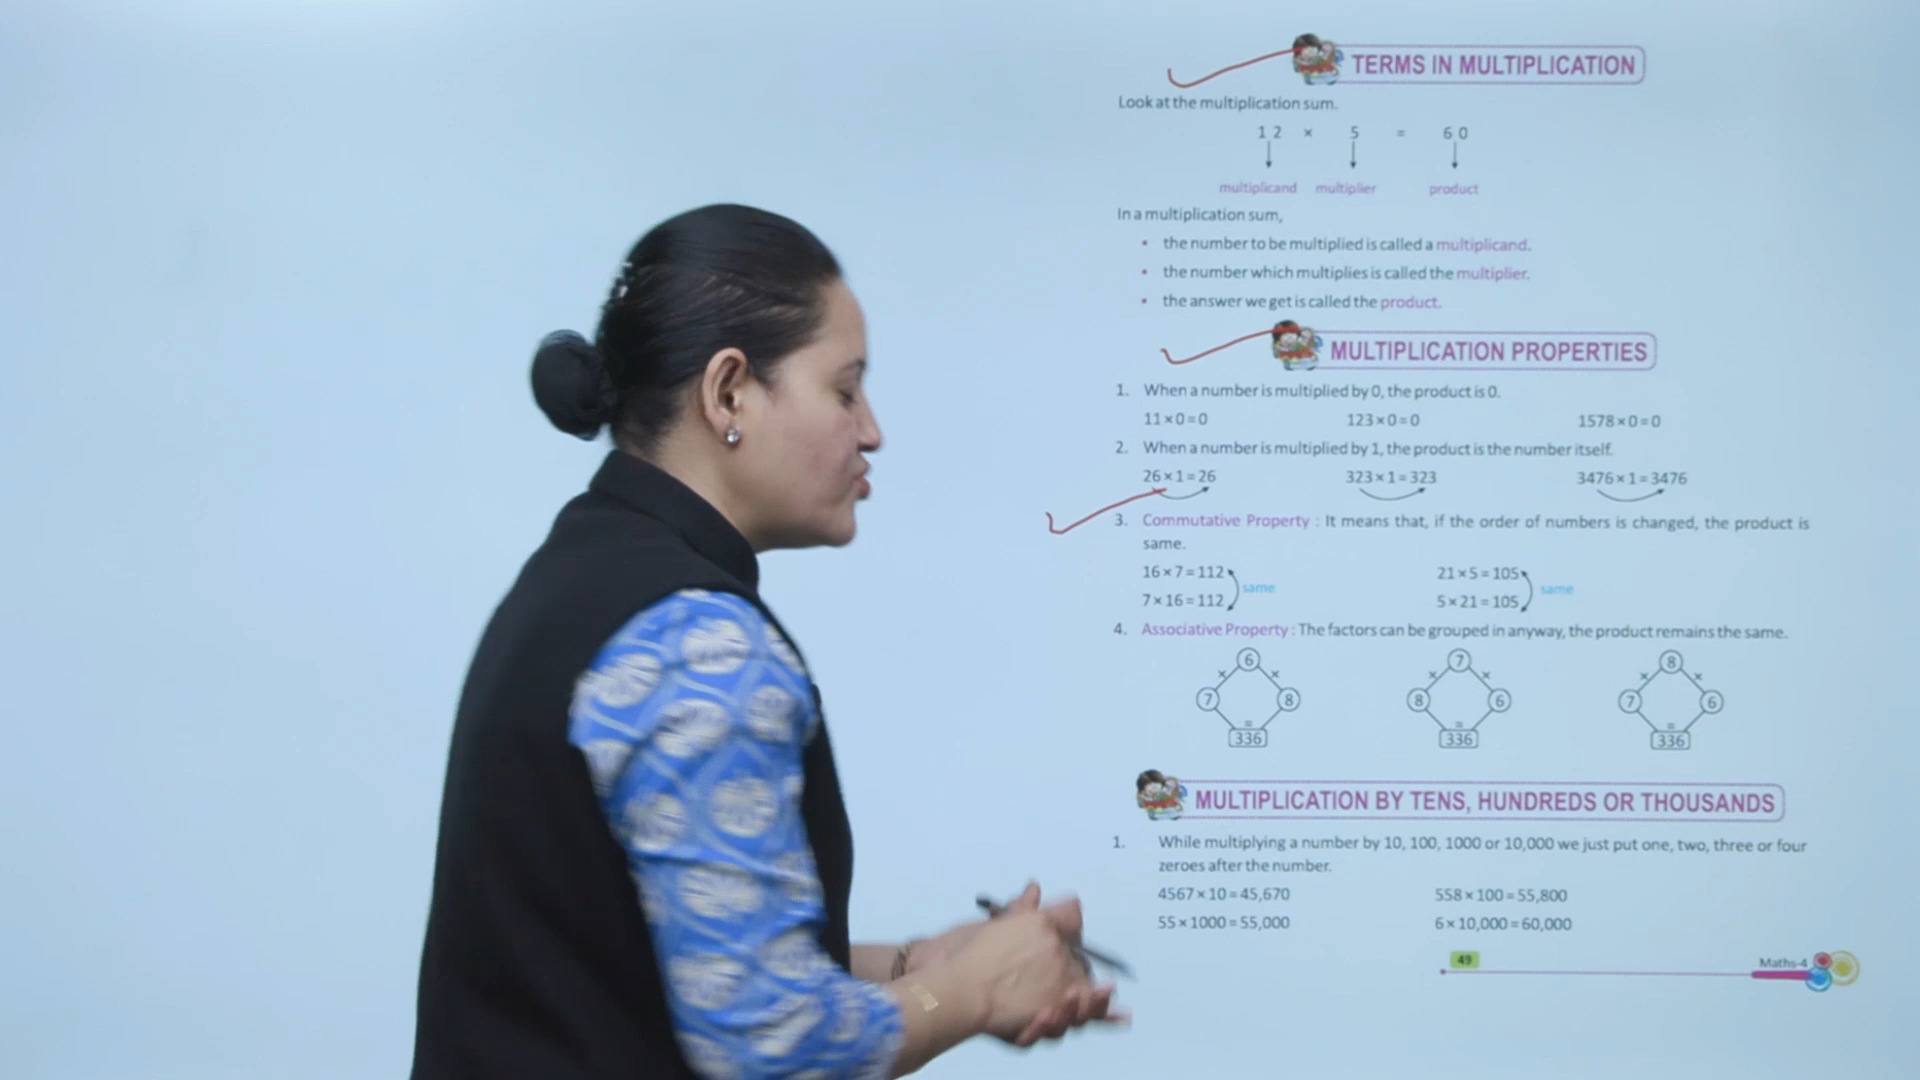 TERMS IN MULTIPLICATION
Look at the multiplication sum.
12 × 5 = 60
multiplicand multiplier product
In a multiplication sum,
• the number to be multiplied is called a multiplicand.
• the number which multiplies is called the multiplier.
• the answer we get is called the product.
MULTIPLICATION PROPERTIES
1. When a number is multiplied by 0, the product is 0.
11×0=0 123×0=0 1578×0=0
2. When a number is multiplied by 1, the product is the number itself.
26×1=26 323×1=323 3476×1=3476
3. Commutative Property : It means that, if the order of numbers is changed, the product is
same.
16×7=112 21×5=105
same same
7×16=112 5×21=105
4. Associative Property : The factors can be grouped in anyway, the product remains the same.
6 7 8
× × × × × ×
7 8 8 6 7 6
= = =
336 336 336
MULTIPLICATION BY TENS, HUNDREDS OR THOUSANDS
1. While multiplying a number by 10, 100, 1000 or 10,000 we just put one, two, three or four
zeroes after the number.
4567×10=45,670 558×100=55,800
55×1000=55,000 6×10,000=60,000
49 Maths-4